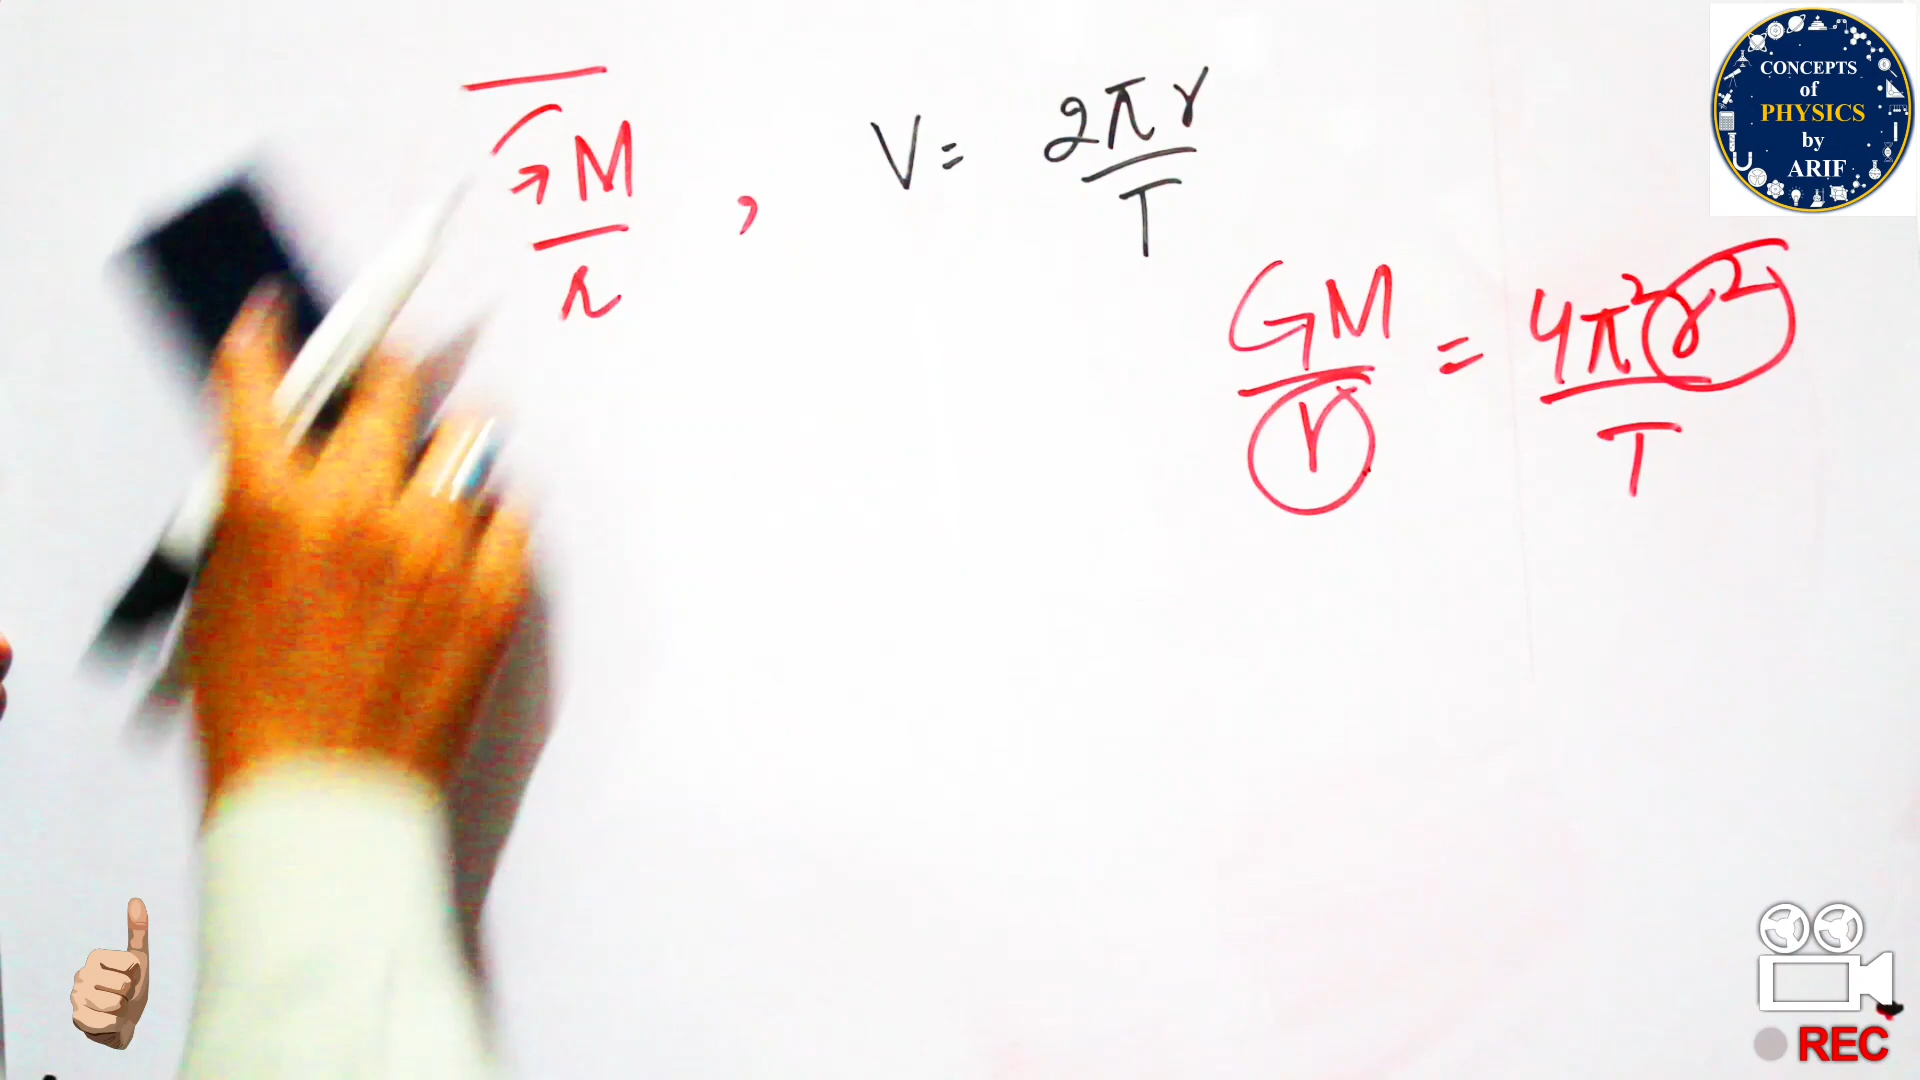 GM/r , V = 2πr/T
GM/r = 4π²r²/T
CONCEPTS
of
PHYSICS
by
ARIF
REC